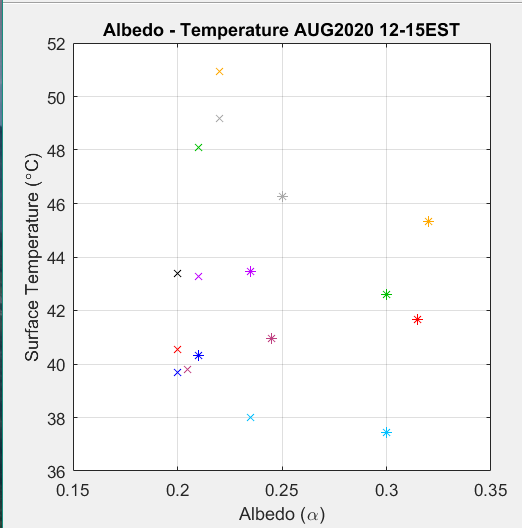 Albedo - Temperature AUG2020 12-15EST
52
50
48
46
44
42
40
38
36
Surface Temperature (°C)
0.15 0.2 0.25 0.3 0.35
Albedo (α)